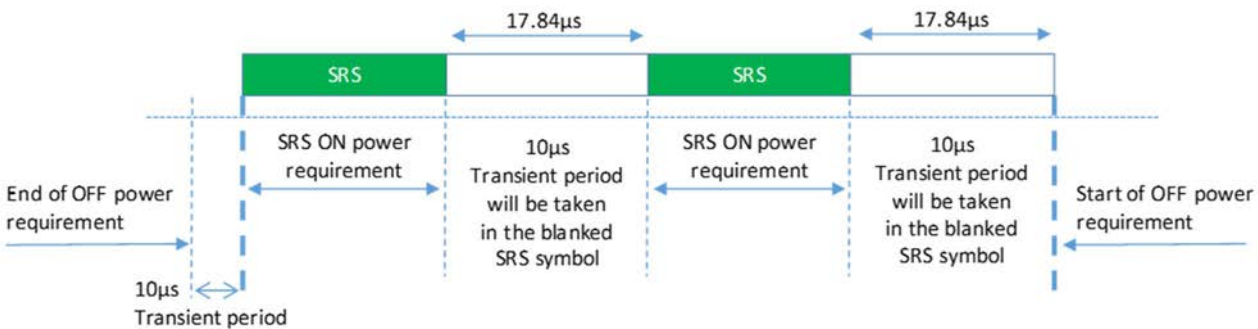 17.84µs
17.84µs
SRS
SRS
SRS ON power
requirement
10µs
Transient period
will be taken
in the blanked
SRS symbol
SRS ON power
requirement
10µs
Transient period
will be taken
in the blanked
SRS symbol
End of OFF power
requirement
Start of OFF power
requirement
10µs
Transient period